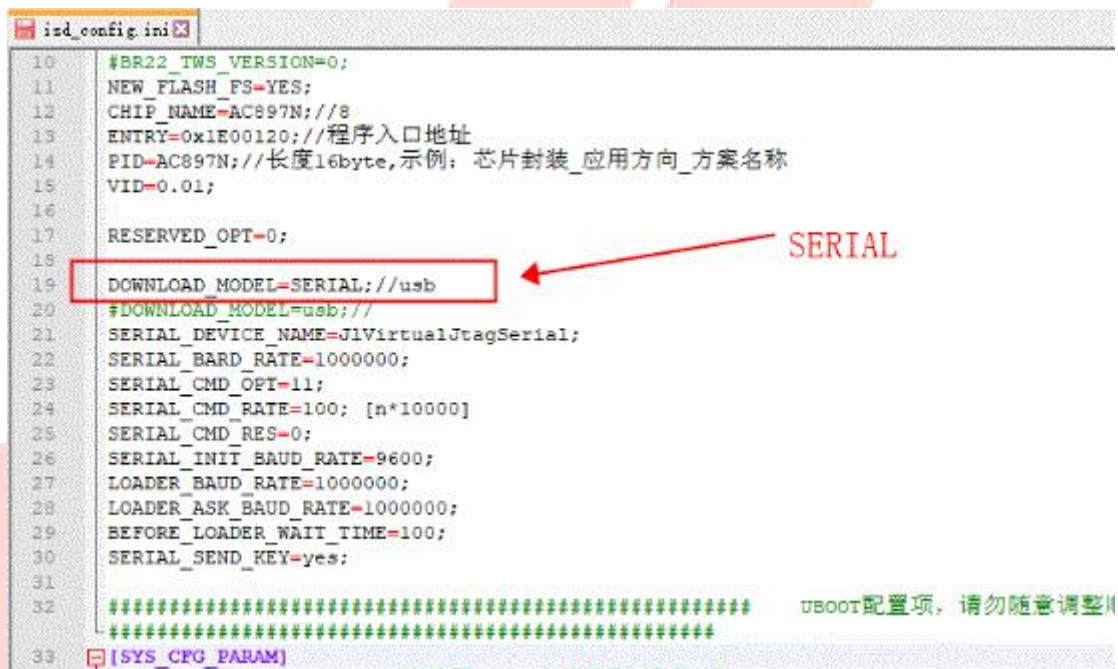 isd_config.ini
10 #BR22_TWS_VERSION=0;
11 NEW_FLASH_FS=YES;
12 CHIP_NAME=AC897N;//8
13 ENTRY=0x1E00120;//程序入口地址
14 PID=AC897N;//长度16byte,示例: 芯片封装_应用方向_方案名称
15 VID=0.01;
16
17 RESERVED_OPT=0;
SERIAL
18
19 DOWNLOAD_MODEL=SERIAL;//usb
20 #DOWNLOAD_MODEL=usb;//
21 SERIAL_DEVICE_NAME=JlVirtualJtagSerial;
22 SERIAL_BARD_RATE=1000000;
23 SERIAL_CMD_OPT=11;
24 SERIAL_CMD_RATE=100; [n*10000]
25 SERIAL_CMD_RES=0;
26 SERIAL_INIT_BAUD_RATE=9600;
27 LOADER_BAUD_RATE=1000000;
28 LOADER_ASK_BAUD_RATE=1000000;
29 BEFORE_LOADER_WAIT_TIME=100;
30 SERIAL_SEND_KEY=yes;
31
32 ##################################################### UBOOT配置项，请勿随意调整
##################################################
33 [SYS_CFG_PARAM]